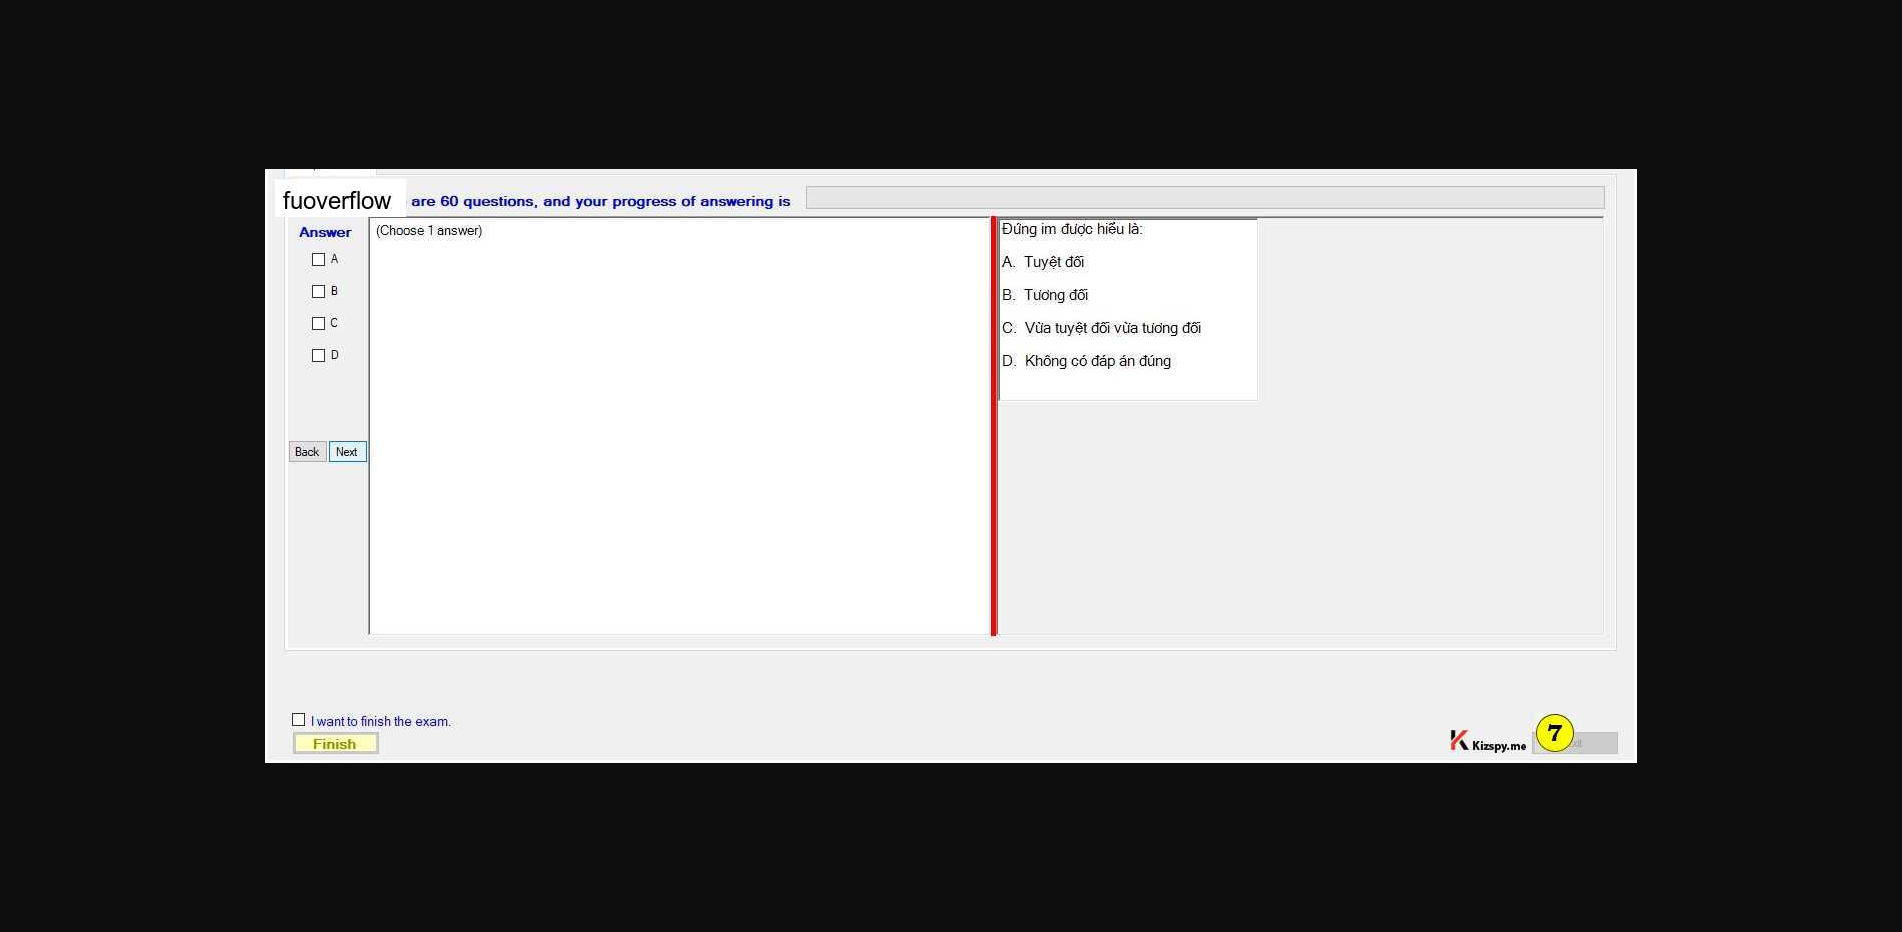 fuoverflow are 60 questions, and your progress of answering is
Answer
A
B
C
D
Back Next
(Choose 1 answer)
Đứng im được hiểu là:
A. Tuyệt đối
B. Tương đối
C. Vừa tuyệt đối vừa tương đối
D. Không có đáp án đúng
I want to finish the exam.
Finish
Kizspy.me
7